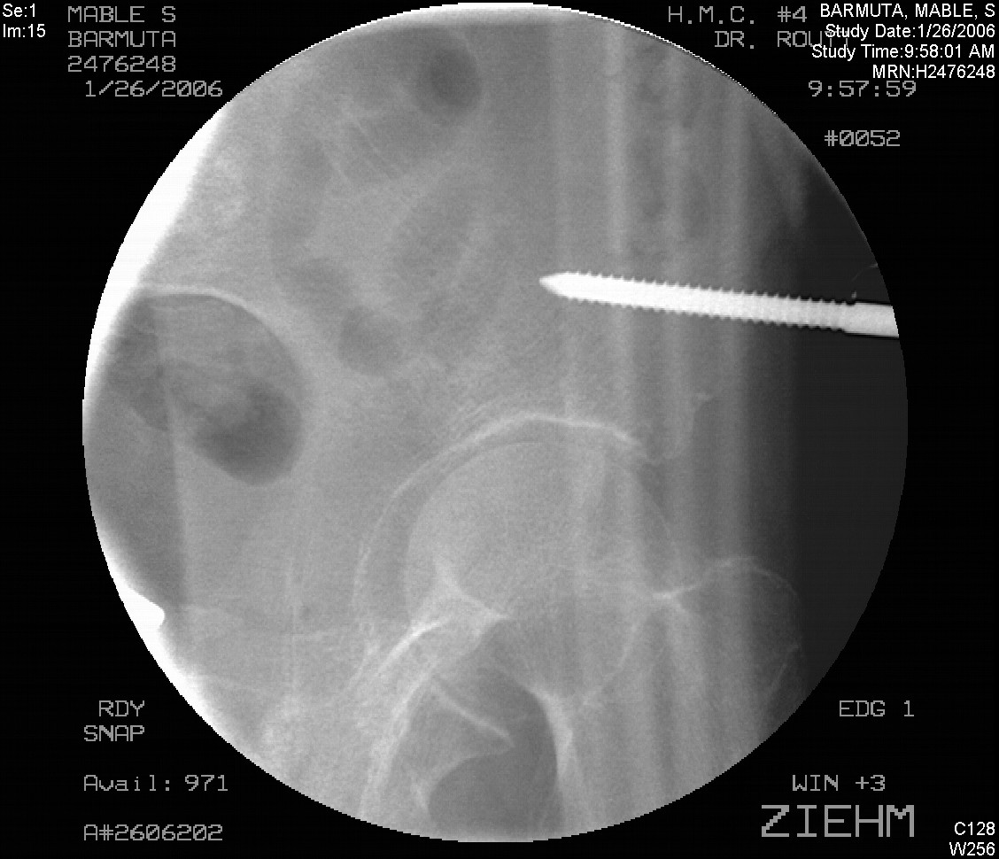 Se:1
Im:15
MABLE S
BARMUTA
2476248
1/26/2006
H.M.C. #4
DR.
BARMUTA, MABLE, S
Study Date:1/26/2006
Study Time:9:58:01 AM
MRN:H2476248
9:57:59
#0052
RDY
SNAP
Avail: 971
A#2606202
EDG 1
WIN +3
ZIEHM
C128
W256